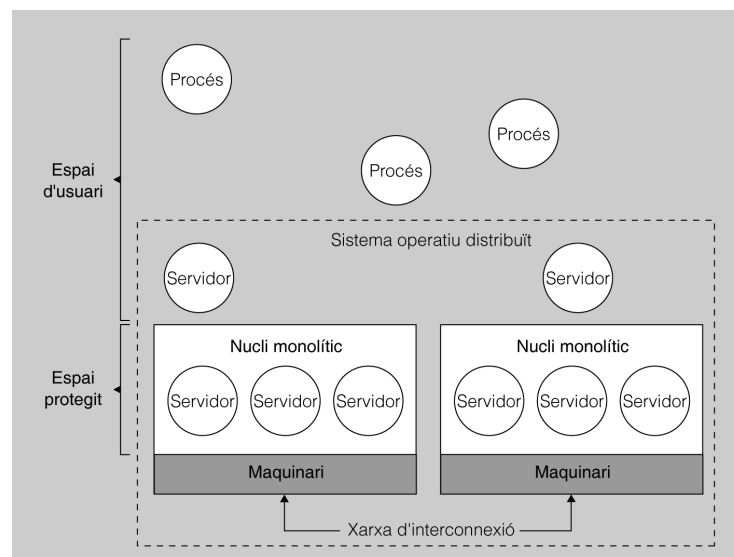 Procés
Procés
Procés
Espai
d'usuari
Sistema operatiu distribuït
Servidor
Servidor
Nucli monolític
Nucli monolític
Espai
protegit
Servidor
Servidor
Servidor
Servidor
Servidor
Servidor
Maquinari
Maquinari
Xarxa d'interconnexió